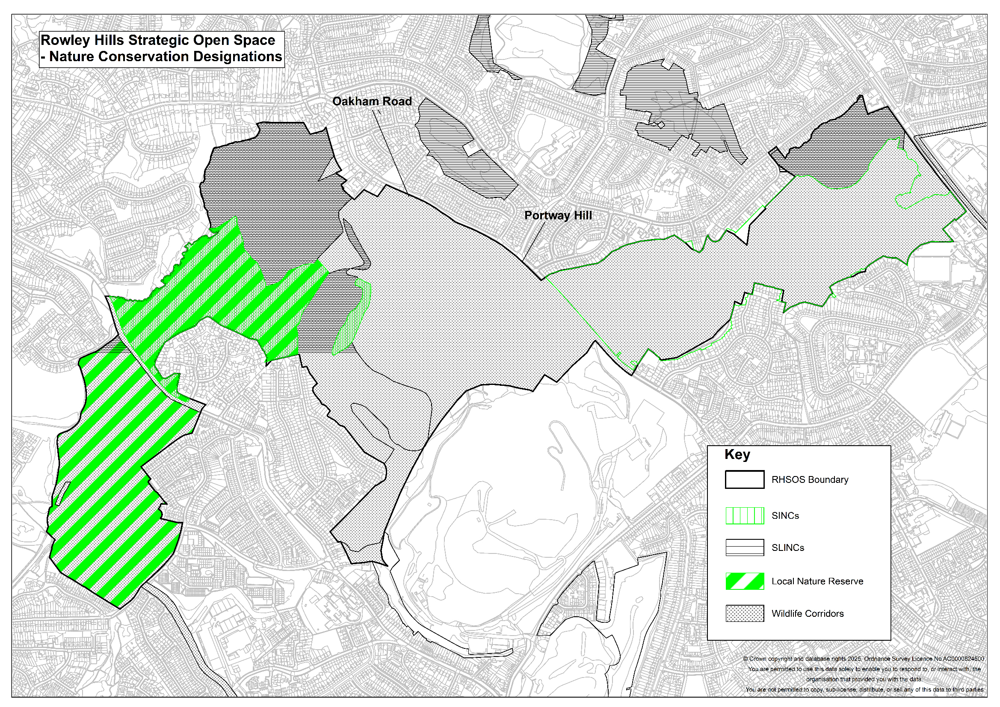 Rowley Hills Strategic Open Space
- Nature Conservation Designations
Oakham Road
Portway Hill
Key
RHSOS Boundary
SINCs
SLINCs
Local Nature Reserve
Wildlife Corridors
© Crown copyright and database rights 2025, Ordnance Survey Licence No AC0000824500.
You are permitted to use this data solely to enable you to respond to, or interact with, the
organisation that provided you with the data.
You are not permitted to copy, sub-license, distribute, or sell any of this data to third parties